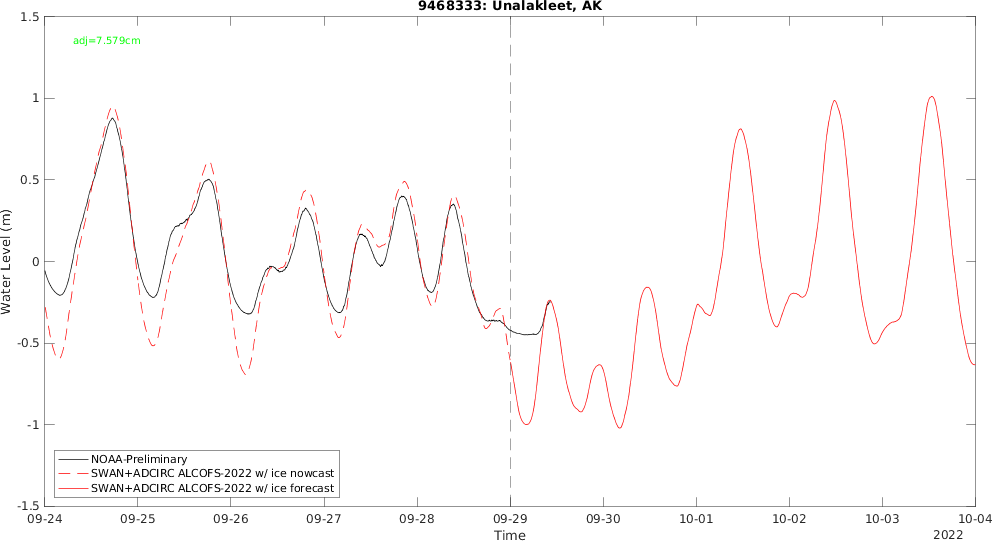 9468333: Unalakleet, AK
adj=7.579cm
1.5
1
0.5
0
-0.5
-1
-1.5
Water Level (m)
NOAA-Preliminary
SWAN+ADCIRC ALCOFS-2022 w/ ice nowcast
SWAN+ADCIRC ALCOFS-2022 w/ ice forecast
09-24 09-25 09-26 09-27 09-28 09-29 09-30 10-01 10-02 10-03 10-04
Time
2022